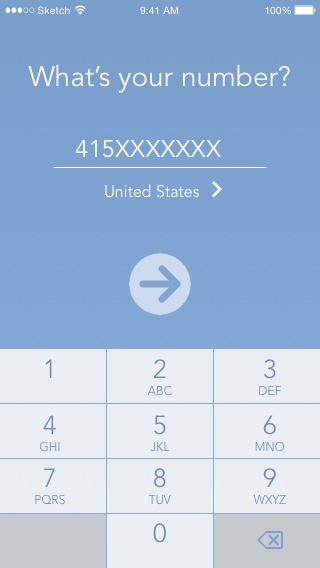 Sketch 9:41 AM 100%
What's your number?
415XXXXXXX
United States
1 2 3
ABC DEF
4 5 6
GHI JKL MNO
7 8 9
PQRS TUV WXYZ
0